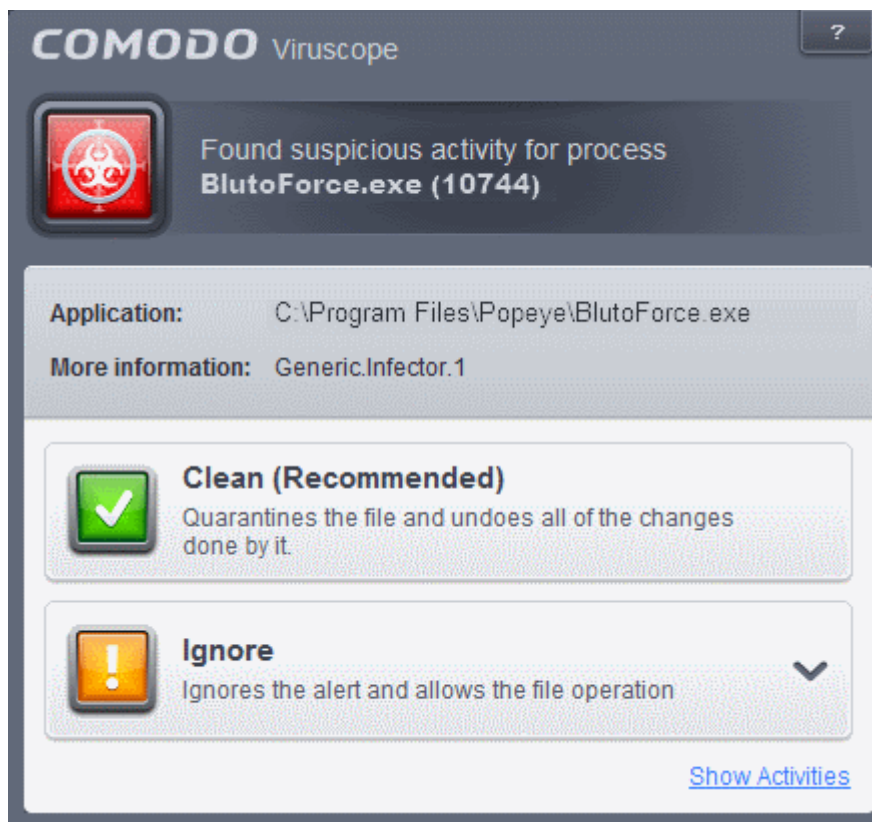 COMODO Viruscope
?
Found suspicious activity for process
BlutoForce.exe (10744)
Application: C:\Program Files\Popeye\BlutoForce.exe
More information: Generic.Infector.1
Clean (Recommended)
Quarantines the file and undoes all of the changes
done by it.
Ignore
Ignores the alert and allows the file operation
Show Activities